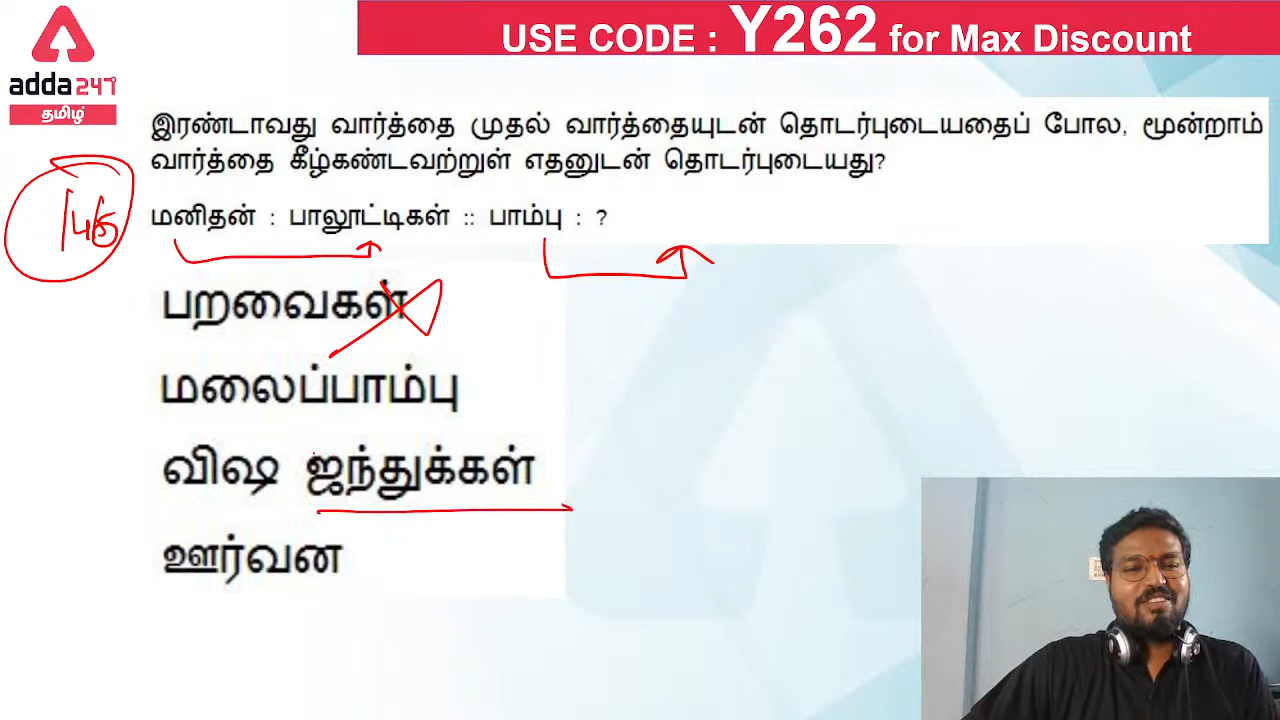 USE CODE : Y262 for Max Discount
adda247
தமிழ்
இரண்டாவது வார்த்தை முதல் வார்த்தையுடன் தொடர்புடையதைப் போல, மூன்றாம்
வார்த்தை கீழ்கண்டவற்றுள் எதனுடன் தொடர்புடையது?
மனிதன் : பாலூட்டிகள் :: பாம்பு : ?
பறவைகள்
மலைப்பாம்பு
விஷ ஜந்துக்கள்
ஊர்வன